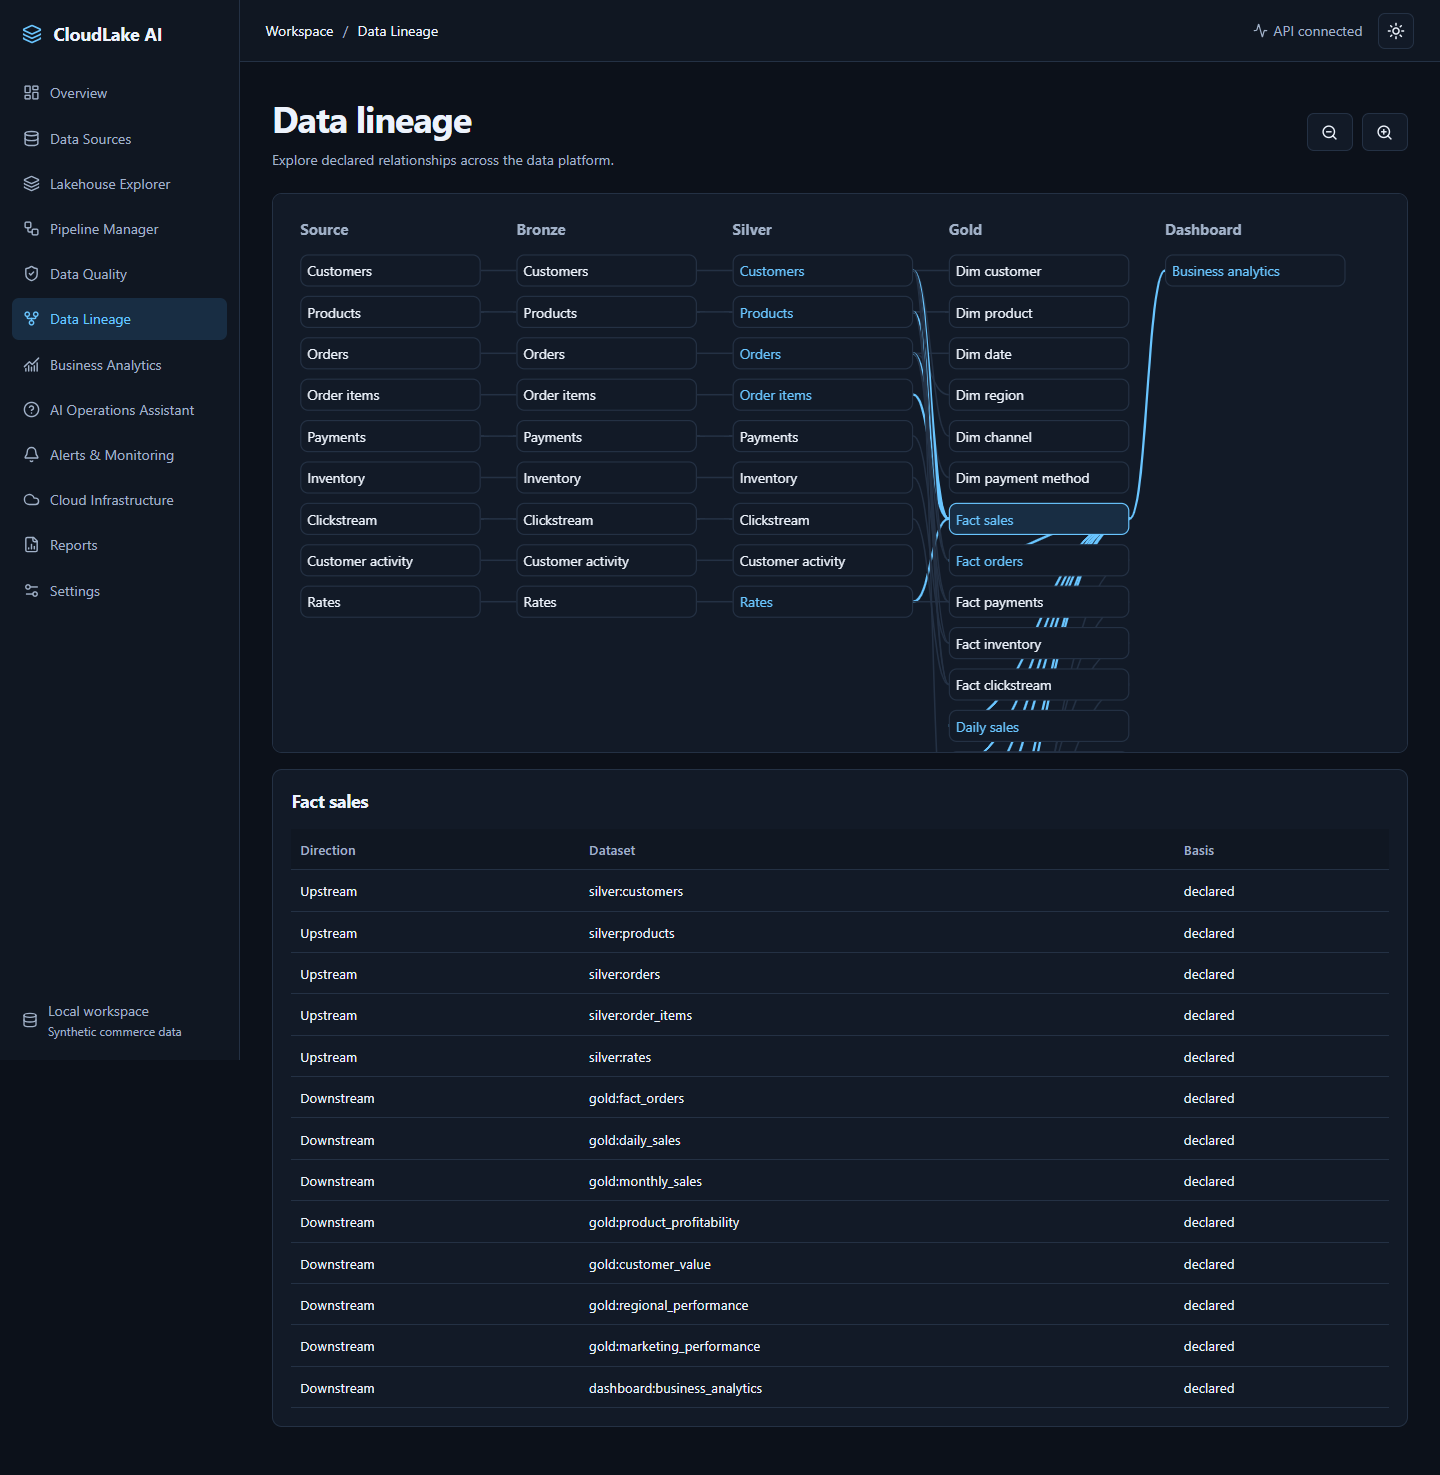 CloudLake AI
Overview
Data Sources
Lakehouse Explorer
Pipeline Manager
Data Quality
Data Lineage
Business Analytics
AI Operations Assistant
Alerts & Monitoring
Cloud Infrastructure
Reports
Settings
Local workspace
Synthetic commerce data
Workspace / Data Lineage
API connected
Data lineage
Explore declared relationships across the data platform.
Source
Customers
Products
Orders
Order items
Payments
Inventory
Clickstream
Customer activity
Rates
Bronze
Customers
Products
Orders
Order items
Payments
Inventory
Clickstream
Customer activity
Rates
Silver
Customers
Products
Orders
Order items
Payments
Inventory
Clickstream
Customer activity
Rates
Gold
Dim customer
Dim product
Dim date
Dim region
Dim channel
Dim payment method
Fact sales
Fact orders
Fact payments
Fact inventory
Fact clickstream
Daily sales
Dashboard
Business analytics
Fact sales
Direction Dataset Basis
Upstream silver:customers declared
Upstream silver:products declared
Upstream silver:orders declared
Upstream silver:order_items declared
Upstream silver:rates declared
Downstream gold:fact_orders declared
Downstream gold:daily_sales declared
Downstream gold:monthly_sales declared
Downstream gold:product_profitability declared
Downstream gold:customer_value declared
Downstream gold:regional_performance declared
Downstream gold:marketing_performance declared
Downstream dashboard:business_analytics declared